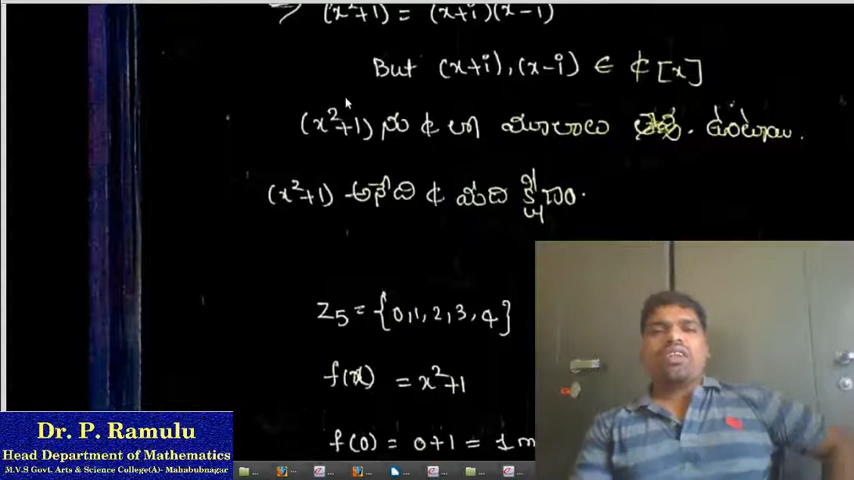 ⇒ (x²+1) = (x+i)(x-1)
But (x+i), (x-i) ∈ ¢[x]
(x²+1) ను ¢ లో మూలాలు ఉంటాయి.
(x²+1) అనేది ¢ మీద క్షీణం.
Z5 = {0,1,2,3,4}
f(x) = x²+1
f(0) = 0+1 = 1 m
Dr. P. Ramulu
Head Department of Mathematics
M.V.S Govt. Arts & Science College(A)- Mahabubnagar